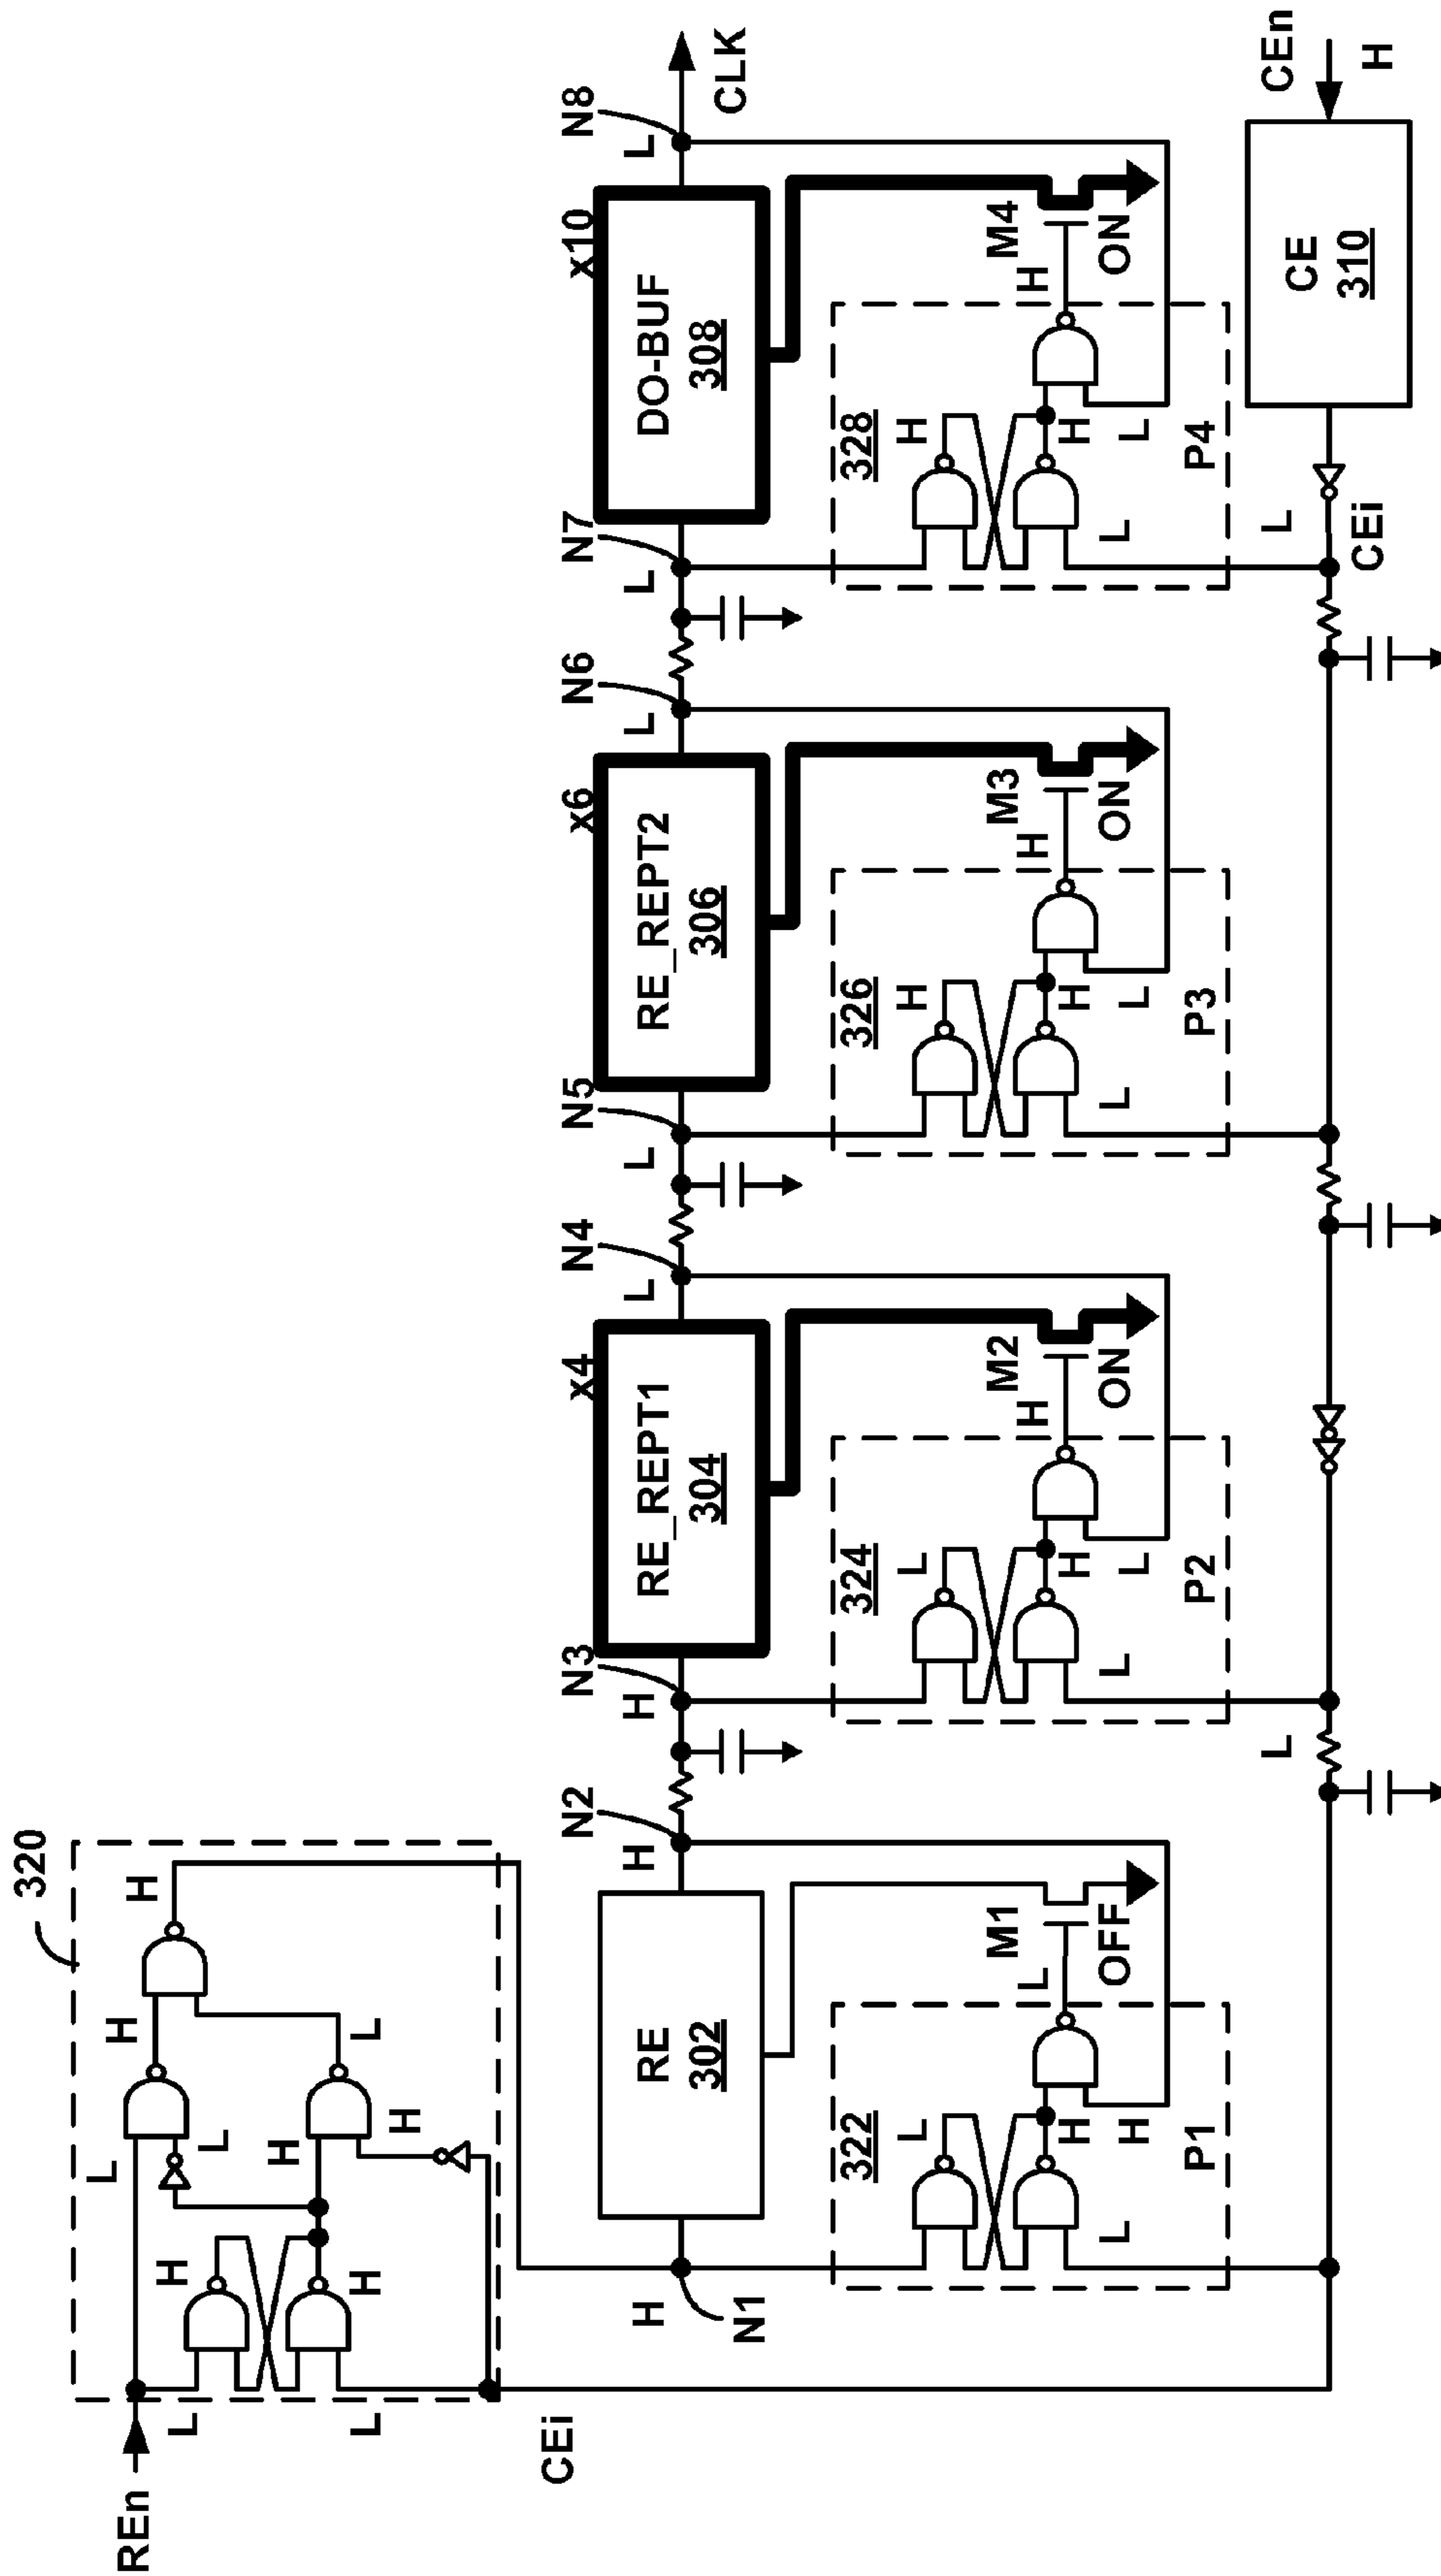 320
REn
L
L
CEi
H
H
L
L
H
H
H
L
H
H
N1
H
RE
302
N2
H
322
L
H
H
L
P1
L
M1
OFF
N3
H
RE_REPT1
304
x4
N4
L
324
L
H
L
L
P2
H
M2
ON
N5
L
RE_REPT2
306
x6
N6
L
326
H
H
L
L
P3
H
M3
ON
N7
L
DO-BUF
308
x10
N8
L
CLK
328
H
H
L
L
P4
H
M4
ON
L
L
CEi
CE
310
CEn
H